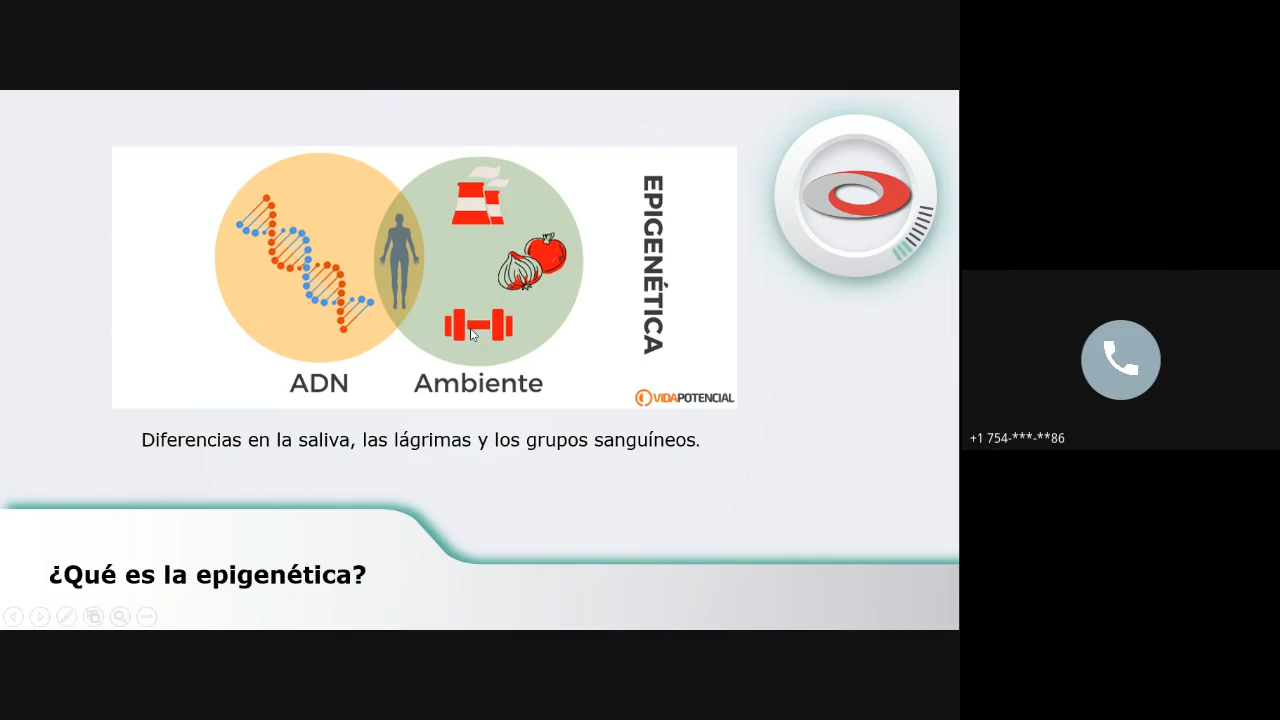 EPIGENÉTICA
ADN
Ambiente
VIDAPOTENCIAL
Diferencias en la saliva, las lágrimas y los grupos sanguíneos.
¿Qué es la epigenética?
+1 754-***-**86